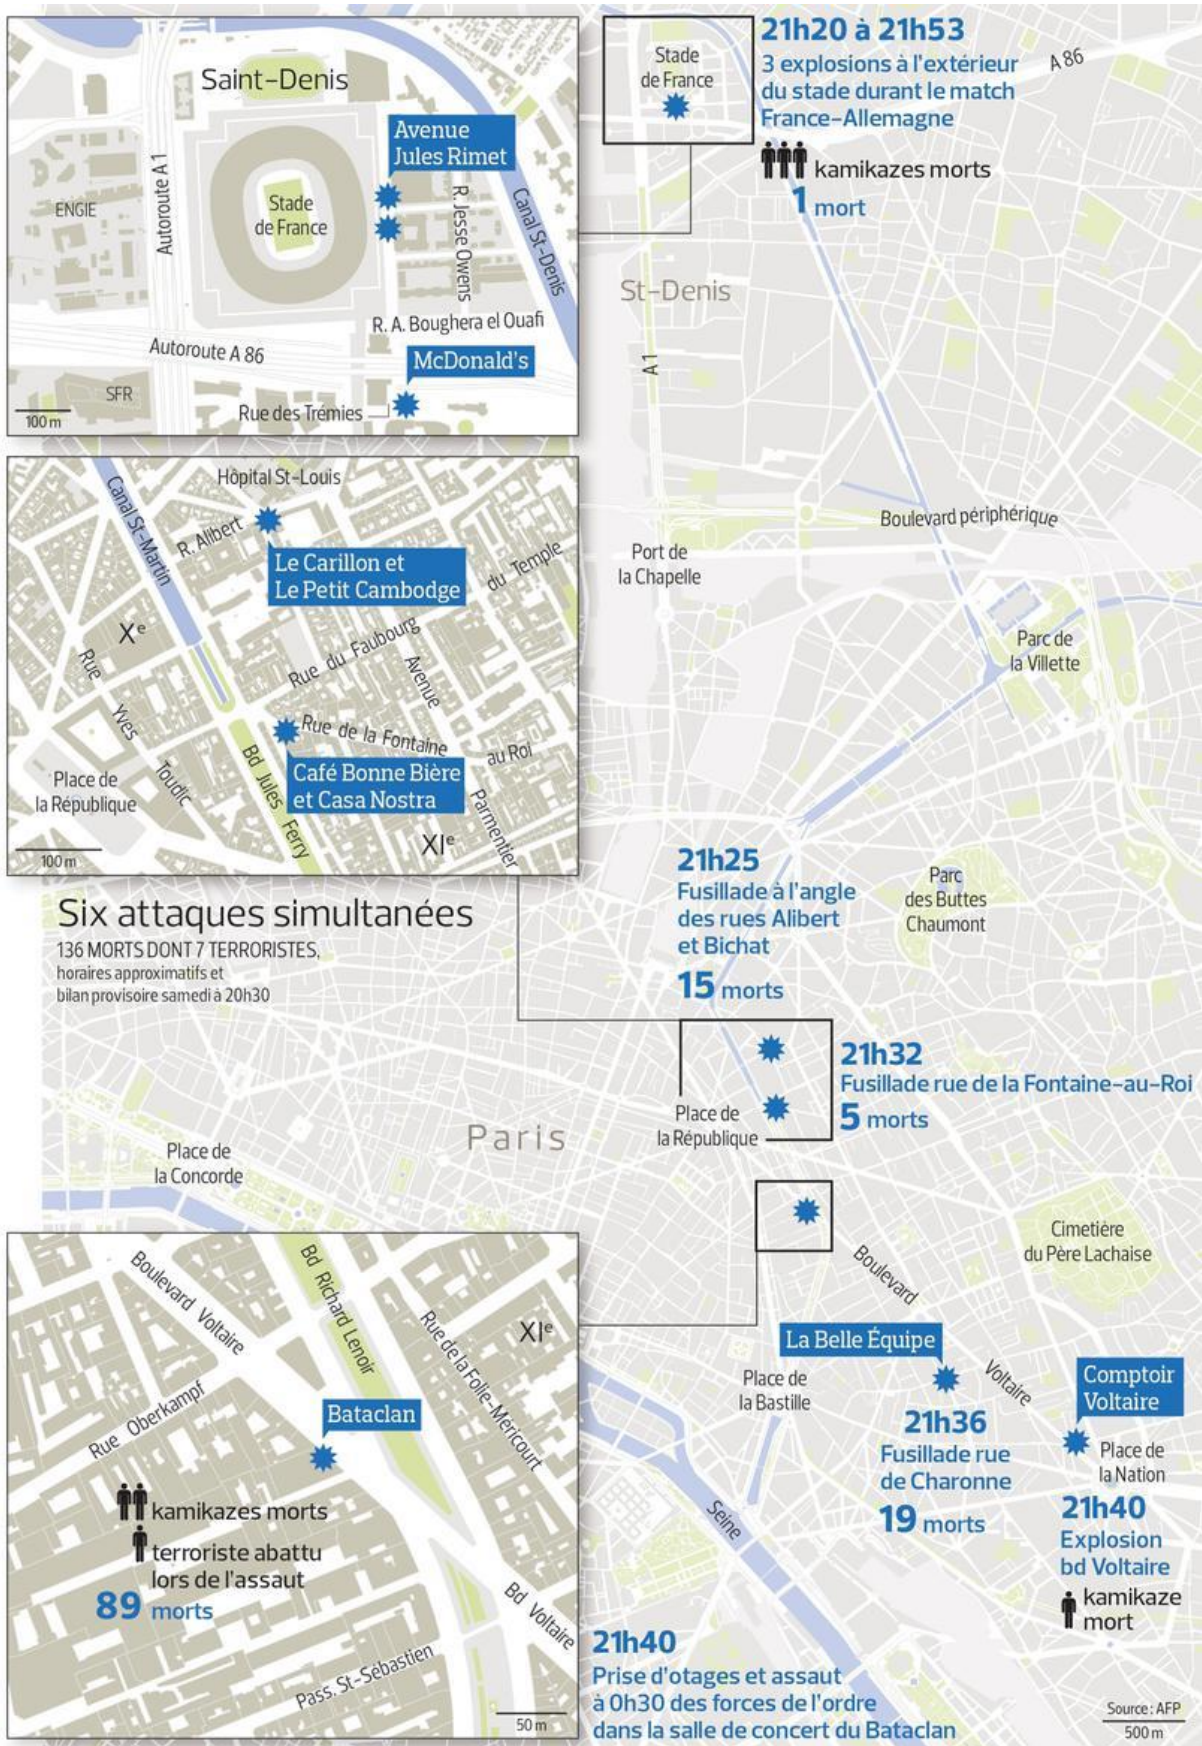 21h20 à 21h53
3 explosions à l'extérieur
du stade durant le match
France-Allemagne
kamikazes morts
1 mort
A 86
Stade
de France
Saint-Denis
Avenue
Jules Rimet
Stade
de France
ENGIE
Autoroute A 1
R. Jesse Owens
Canal St-Denis
R. A. Boughera el Ouafi
Autoroute A 86
McDonald's
SFR
Rue des Trémies
100 m
St-Denis
A 1
Boulevard périphérique
Port de
la Chapelle
Parc de
la Villette
Hôpital St-Louis
Canal St-Martin
R. Alibert
Le Carillon et
Le Petit Cambodge
du Temple
Xe
Rue du Faubourg
Avenue
Rue
Yves
Toudic
Rue de la Fontaine
au Roi
Café Bonne Bière
et Casa Nostra
Place de
la République
Bd Jules Ferry
Parmentier
XIe
100 m
21h25
Fusillade à l'angle
des rues Alibert
et Bichat
15 morts
Parc
des Buttes
Chaumont
Six attaques simultanées
136 MORTS DONT 7 TERRORISTES,
horaires approximatifs et
bilan provisoire samedi à 20h30
21h32
Fusillade rue de la Fontaine-au-Roi
5 morts
Place de
la République
Paris
Place de
la Concorde
Cimetière
du Père Lachaise
Boulevard
Voltaire
La Belle Équipe
Place de
la Bastille
21h36
Fusillade rue
de Charonne
19 morts
Comptoir
Voltaire
Place de
la Nation
21h40
Explosion
bd Voltaire
kamikaze
mort
Seine
Boulevard Voltaire
Bd Richard Lenoir
Rue de la Folie-Méricourt
XIe
Rue Oberkampf
Bataclan
kamikazes morts
terroriste abattu
lors de l'assaut
89 morts
Bd Voltaire
Pass. St-Sébastien
50 m
21h40
Prise d'otages et assaut
à 0h30 des forces de l'ordre
dans la salle de concert du Bataclan
Source : AFP
500 m